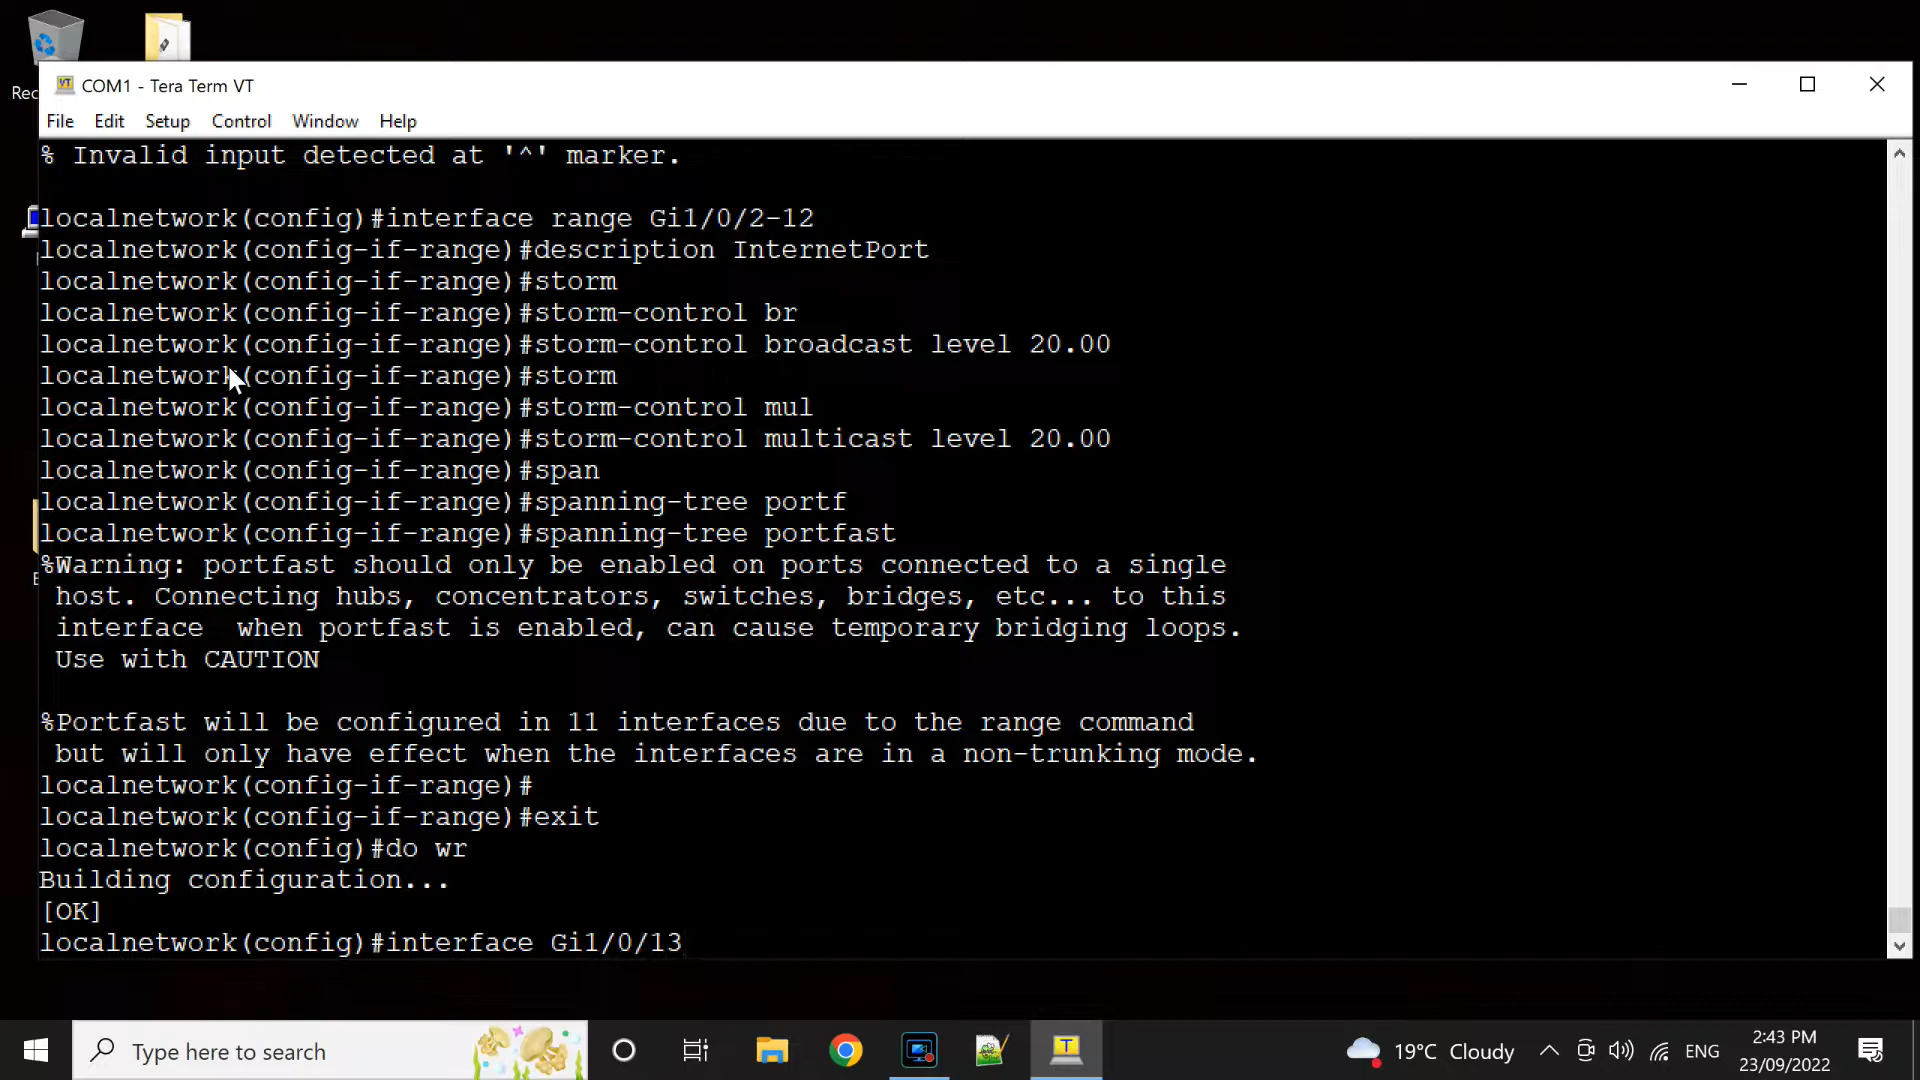 Rec
COM1 - Tera Term VT
File Edit Setup Control Window Help
% Invalid input detected at '^' marker.
localnetwork(config)#interface range Gi1/0/2-12
localnetwork(config-if-range)#description InternetPort
localnetwork(config-if-range)#storm
localnetwork(config-if-range)#storm-control br
localnetwork(config-if-range)#storm-control broadcast level 20.00
localnetwork(config-if-range)#storm
localnetwork(config-if-range)#storm-control mul
localnetwork(config-if-range)#storm-control multicast level 20.00
localnetwork(config-if-range)#span
localnetwork(config-if-range)#spanning-tree portf
localnetwork(config-if-range)#spanning-tree portfast
%Warning: portfast should only be enabled on ports connected to a single
host. Connecting hubs, concentrators, switches, bridges, etc... to this
interface  when portfast is enabled, can cause temporary bridging loops.
Use with CAUTION
%Portfast will be configured in 11 interfaces due to the range command
but will only have effect when the interfaces are in a non-trunking mode.
localnetwork(config-if-range)#
localnetwork(config-if-range)#exit
localnetwork(config)#do wr
Building configuration...
[OK]
localnetwork(config)#interface Gi1/0/13
Type here to search
19°C Cloudy
ENG
2:43 PM
23/09/2022